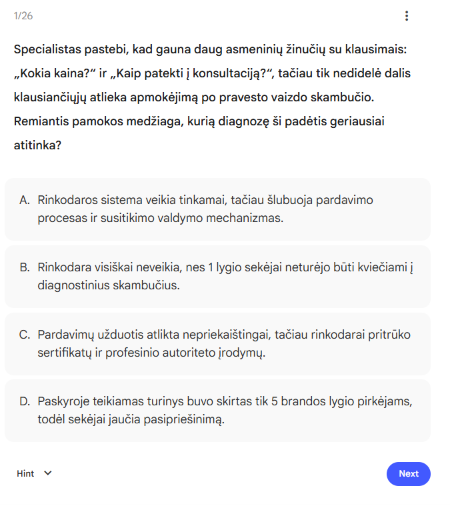 1/26
Specialistas pastebi, kad gauna daug asmeninių žinučių su klausimais:
„Kokia kaina?“ ir „Kaip patekti į konsultaciją?“, tačiau tik nedidelė dalis
klausiančiųjų atlieka apmokėjimą po pravesto vaizdo skambučio.
Remiantis pamokos medžiaga, kurią diagnozę ši padėtis geriausiai
atitinka?
A. Rinkodaros sistema veikia tinkamai, tačiau šlubuoja pardavimo
procesas ir susitikimo valdymo mechanizmas.
B. Rinkodara visiškai neveikia, nes 1 lygio sekėjai neturėjo būti kviečiami į
diagnostinius skambučius.
C. Pardavimų užduotis atlikta nepriekaištingai, tačiau rinkodarai pritrūko
sertifikatų ir profesinio autoriteto įrodymų.
D. Paskyroje teikiamas turinys buvo skirtas tik 5 brandos lygio pirkėjams,
todėl sekėjai jaučia pasipriešinimą.
Hint
Next